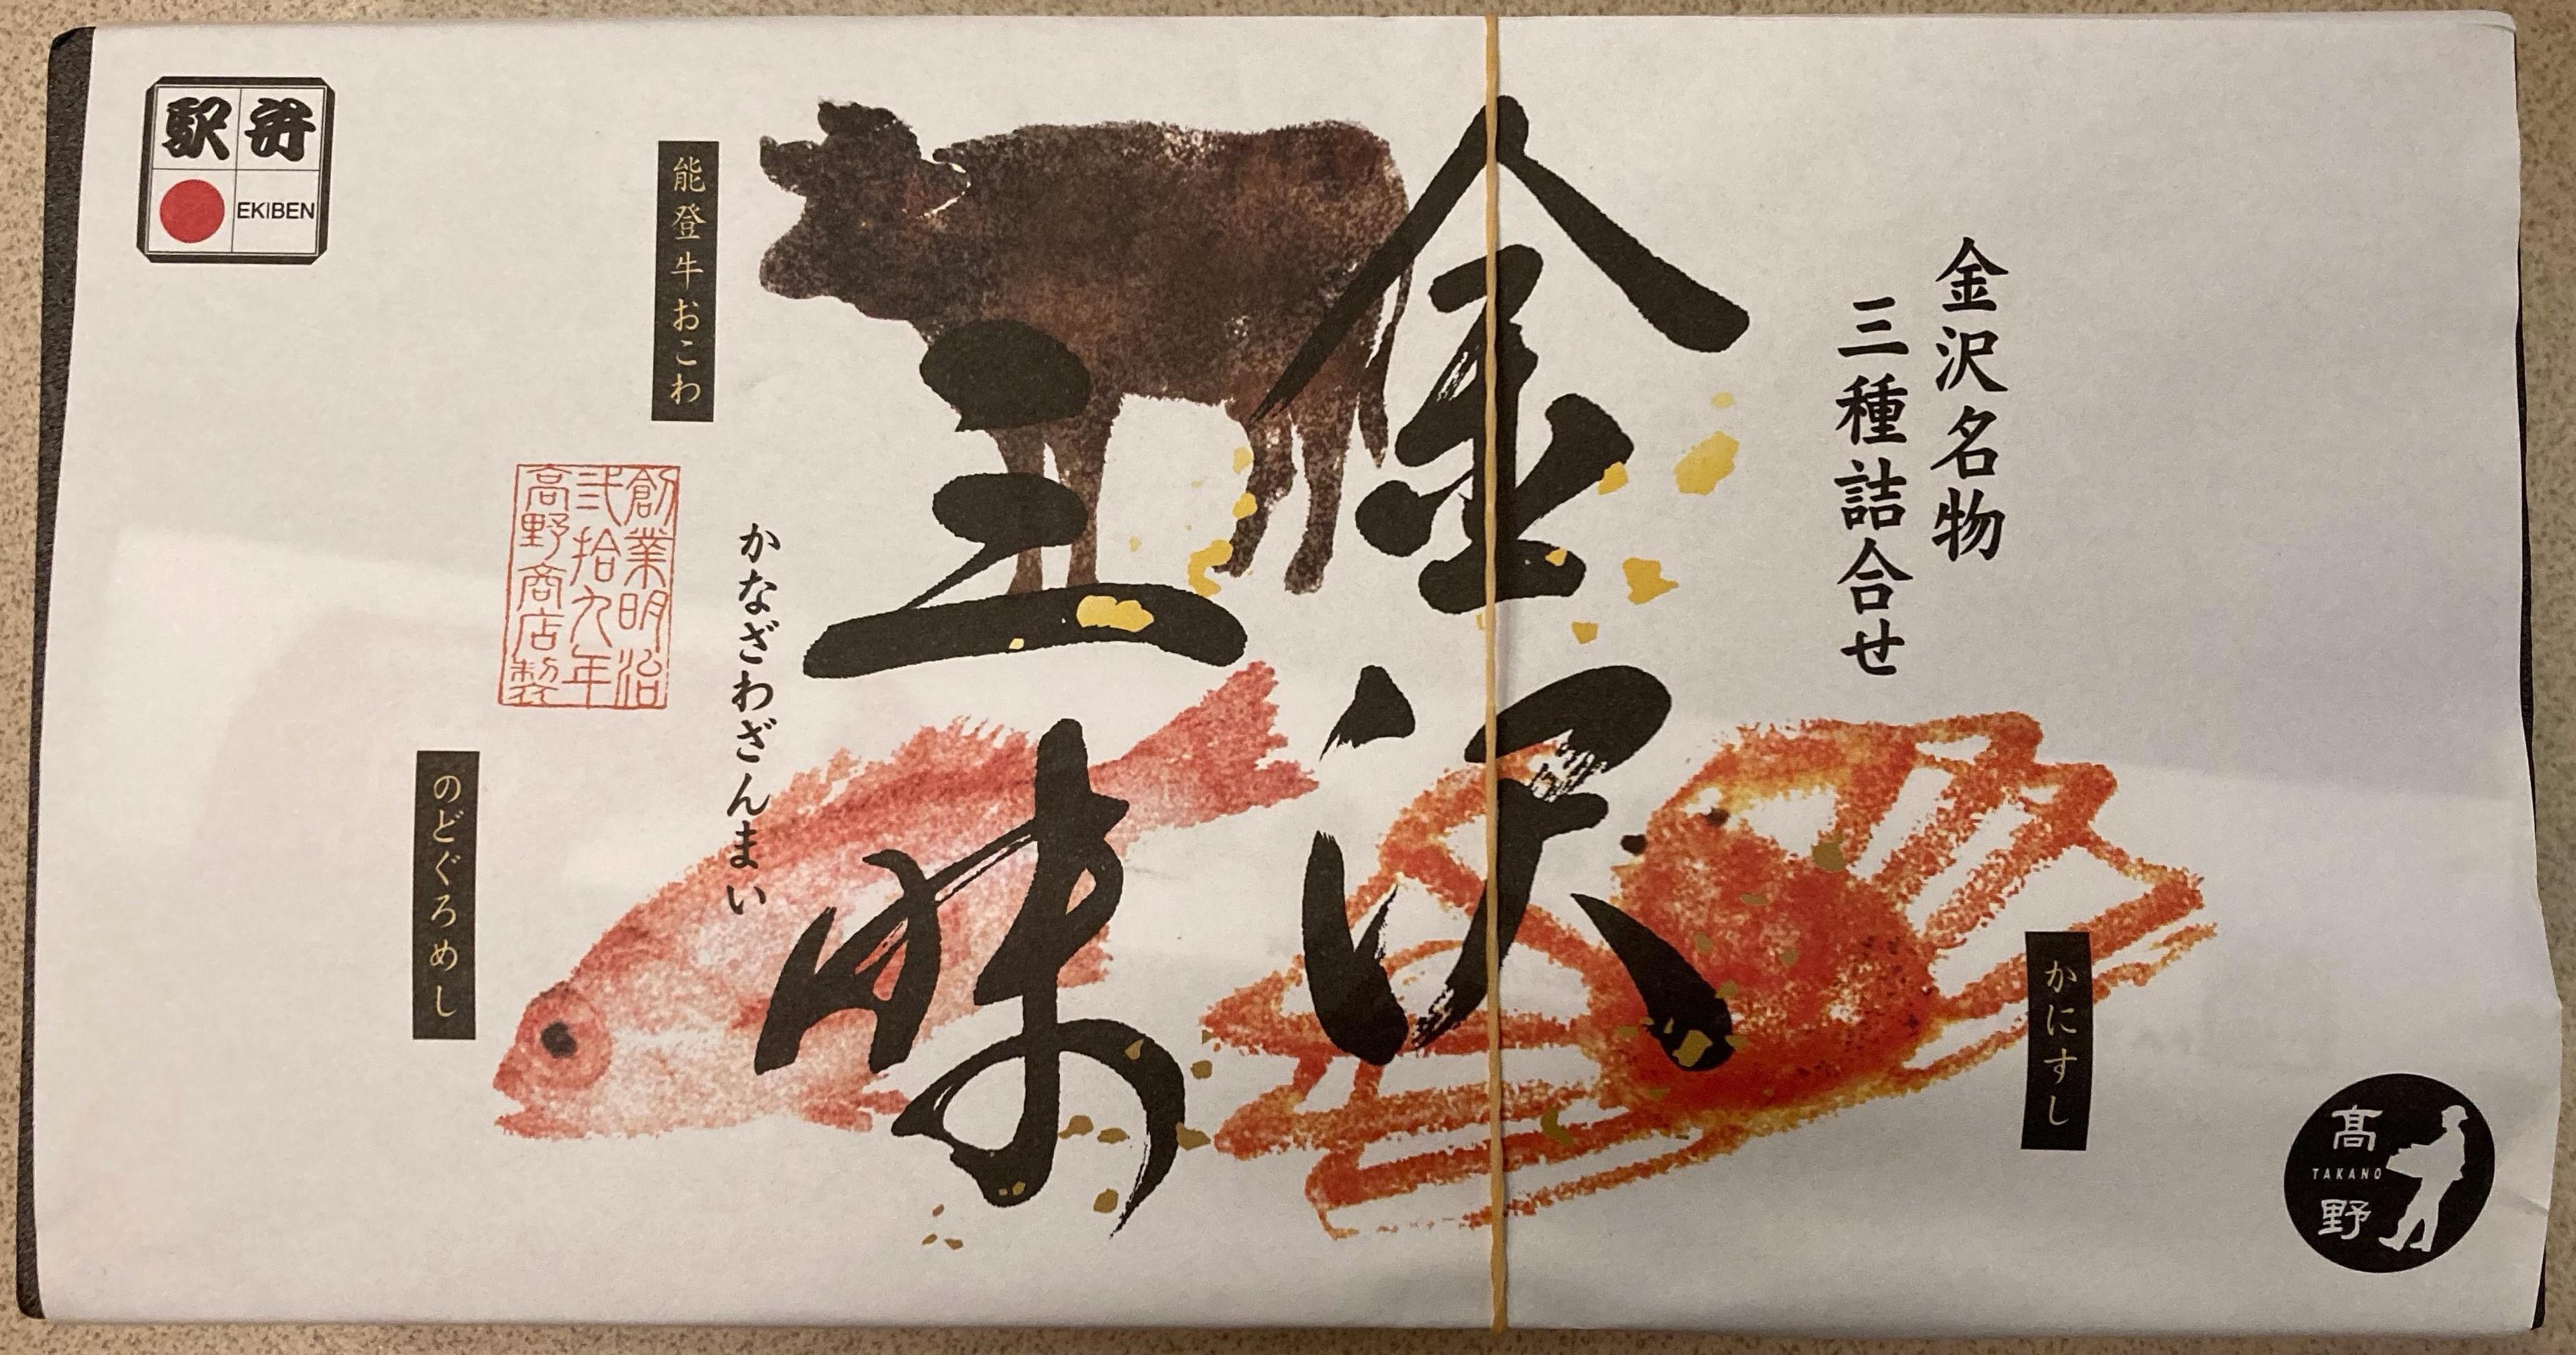 金沢名物
三種詰合せ
金沢
三味
かなざわざんまい
能登牛おこわ
のどぐろめし
かにすし
創業明治
弐拾九年
高野商店製
駅弁
EKIBEN
髙野
TAKANO